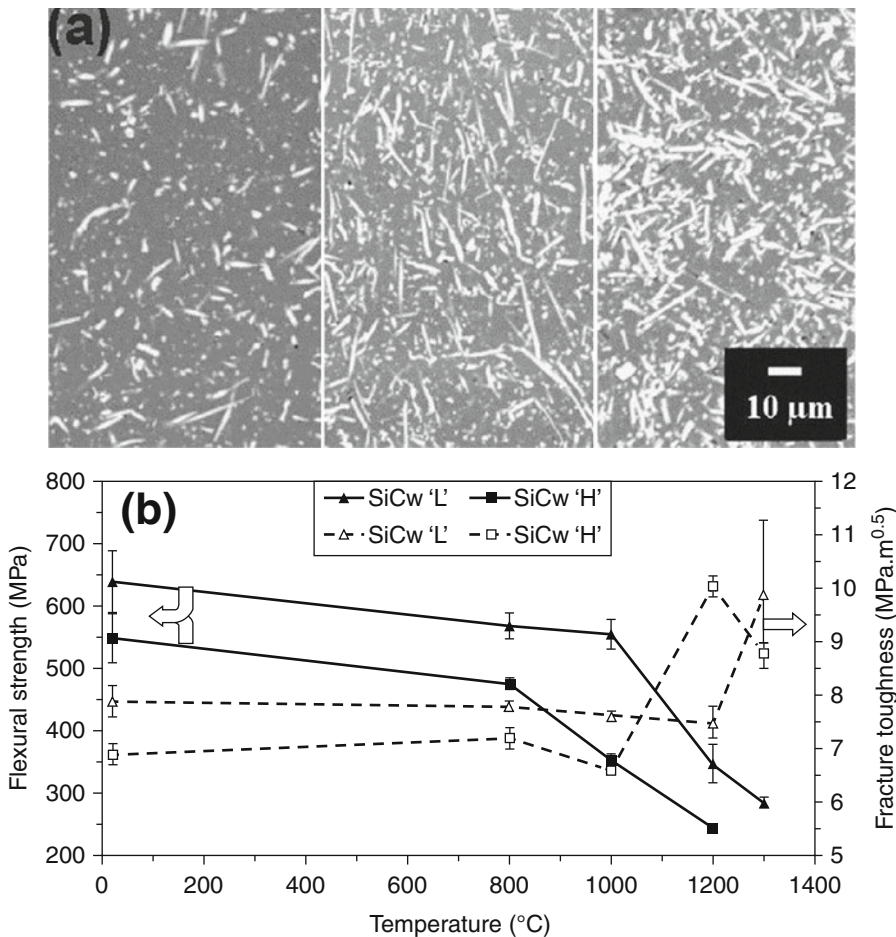 (a)
10 µm
(b)
SiCw 'L' SiCw 'H'
SiCw 'L' SiCw 'H'
Flexural strength (MPa)
800
700
600
500
400
300
200
12
11
10
9
8
7
6
5
Fracture toughness (MPa.m^0.5)
0 200 400 600 800 1000 1200 1400
Temperature (°C)